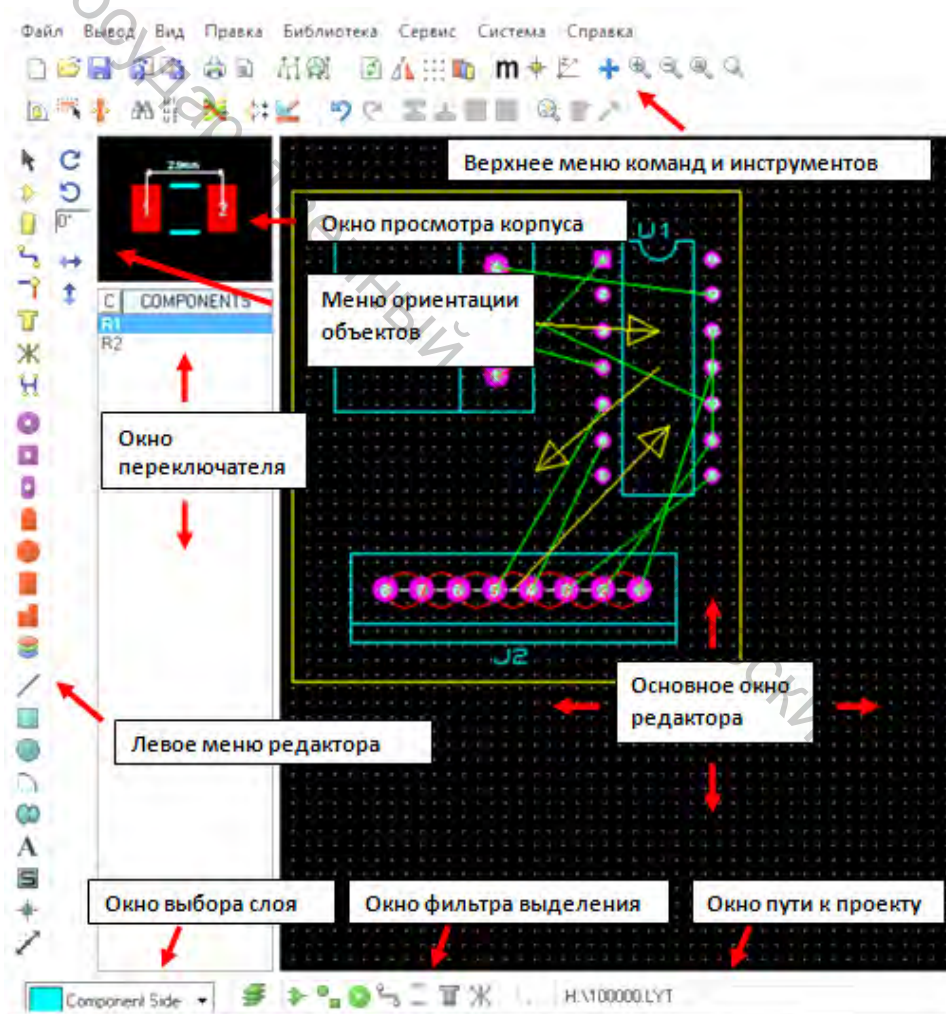 Файл Вывод Вид Правка Библиотека Сервис Система Справка
m
Верхнее меню команд и инструментов
Окно просмотра корпуса
0°
U1
Меню ориентации
объектов
C COMPONENTS
R1
R2
Окно
переключателя
J2
Основное окно
редактора
Левое меню редактора
A
S
Окно выбора слоя
Окно фильтра выделения
Окно пути к проекту
Component Side
H:\100000.LYT